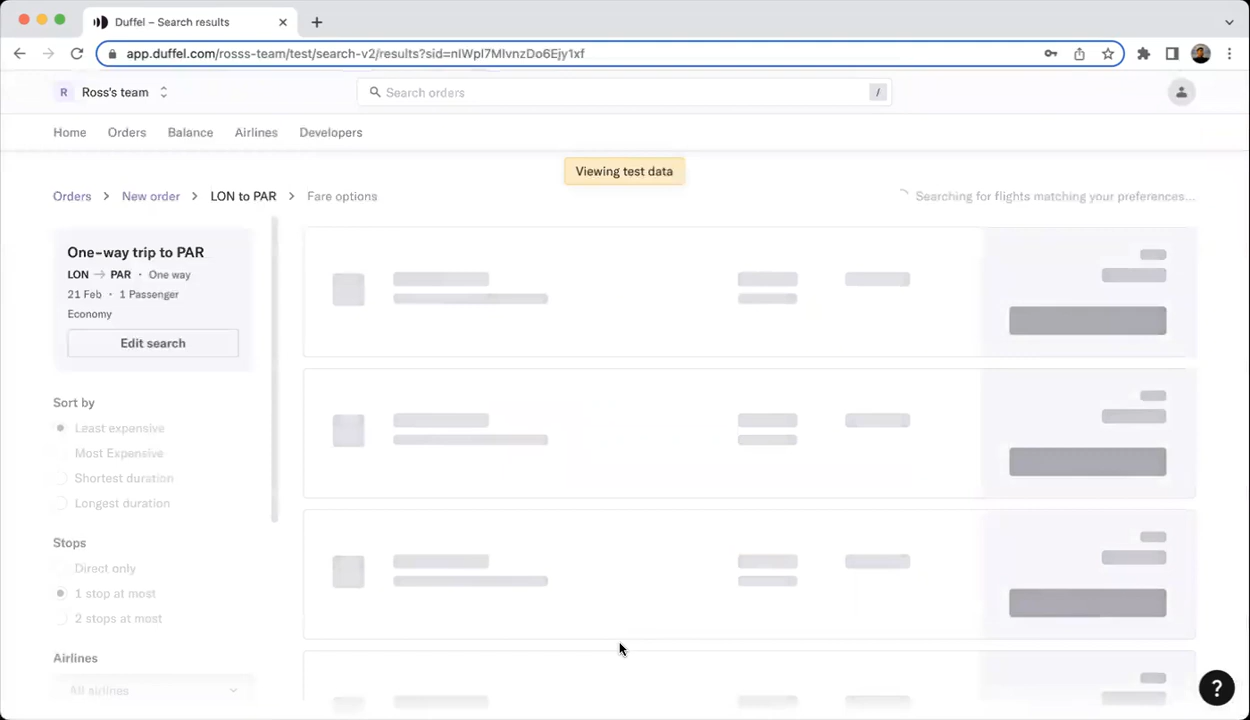 Duffel – Search results
app.duffel.com/rosss-team/test/search-v2/results?sid=nIWpI7MIvnzDo6Ejy1xf
R Ross's team
Search orders /
Home Orders Balance Airlines Developers
Viewing test data
Orders > New order > LON to PAR > Fare options
Searching for flights matching your preferences...
One-way trip to PAR
LON → PAR · One way
21 Feb · 1 Passenger
Economy
Edit search
Sort by
Least expensive
Most Expensive
Shortest duration
Longest duration
Stops
Direct only
1 stop at most
2 stops at most
Airlines
All airlines
?